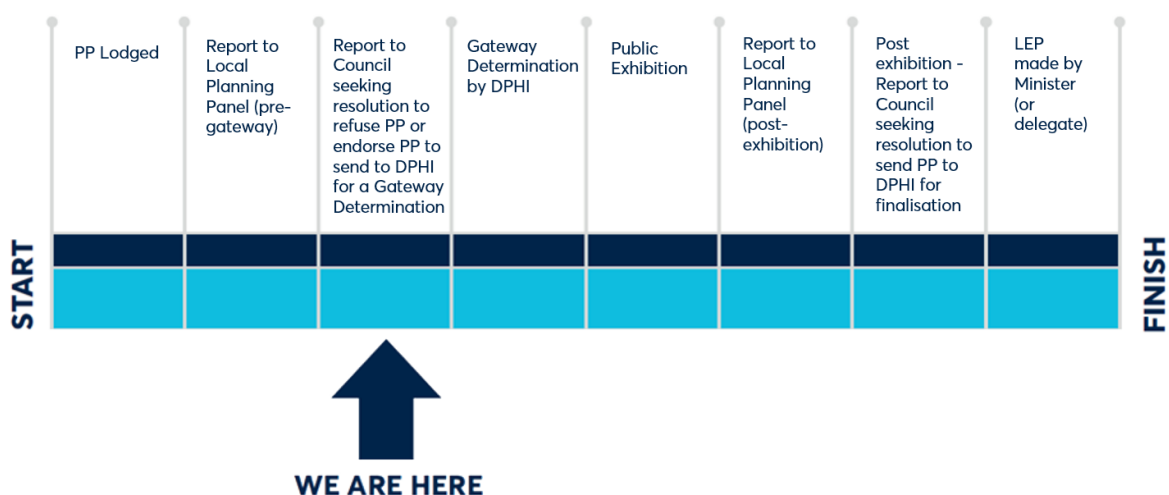 START
PP Lodged
Report to
Local
Planning
Panel (pre-
gateway)
Report to
Council
seeking
resolution to
refuse PP or
endorse PP to
send to DPHI
for a Gateway
Determination
Gateway
Determination
by DPHI
Public
Exhibition
Report to
Local
Planning
Panel
(post-
exhibition)
Post
exhibition -
Report to
Council
seeking
resolution to
send PP to
DPHI for
finalisation
LEP
made by
Minister
(or
delegate)
FINISH
WE ARE HERE